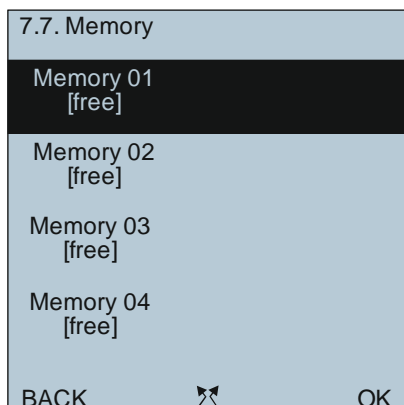 7.7. Memory
Memory 01
[free]
Memory 02
[free]
Memory 03
[free]
Memory 04
[free]
BACK OK